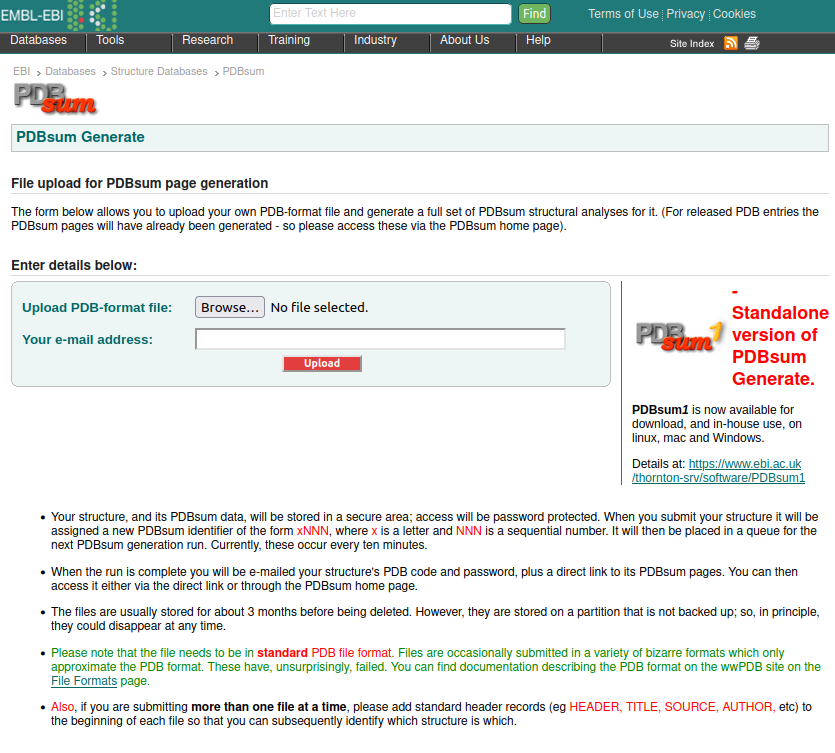 EMBL-EBI
Enter Text Here
Find
Terms of Use
Privacy
Cookies
Databases
Tools
Research
Training
Industry
About Us
Help
Site Index
EBI
Databases
Structure Databases
PDBsum
PDB
sum
PDBsum Generate
File upload for PDBsum page generation
The form below allows you to upload your own PDB-format file and generate a full set of PDBsum structural analyses for it. (For released PDB entries the
PDBsum pages will have already been generated - so please access these via the PDBsum home page).
Enter details below:
Upload PDB-format file:
Browse...
No file selected.
Your e-mail address:
Upload
PDB
sum
1
-
Standalone
version of
PDBsum
Generate.
PDBsum1 is now available for
download, and in-house use, on
linux, mac and Windows.
Details at: https://www.ebi.ac.uk
/thornton-srv/software/PDBsum1
• Your structure, and its PDBsum data, will be stored in a secure area; access will be password protected. When you submit your structure it will be
assigned a new PDBsum identifier of the form xNNN, where x is a letter and NNN is a sequential number. It will then be placed in a queue for the
next PDBsum generation run. Currently, these occur every ten minutes.
• When the run is complete you will be e-mailed your structure's PDB code and password, plus a direct link to its PDBsum pages. You can then
access it either via the direct link or through the PDBsum home page.
• The files are usually stored for about 3 months before being deleted. However, they are stored on a partition that is not backed up; so, in principle,
they could disappear at any time.
• Please note that the file needs to be in standard PDB file format. Files are occasionally submitted in a variety of bizarre formats which only
approximate the PDB format. These have, unsurprisingly, failed. You can find documentation describing the PDB format on the wwPDB site on the
File Formats page.
• Also, if you are submitting more than one file at a time, please add standard header records (eg HEADER, TITLE, SOURCE, AUTHOR, etc) to
the beginning of each file so that you can subsequently identify which structure is which.